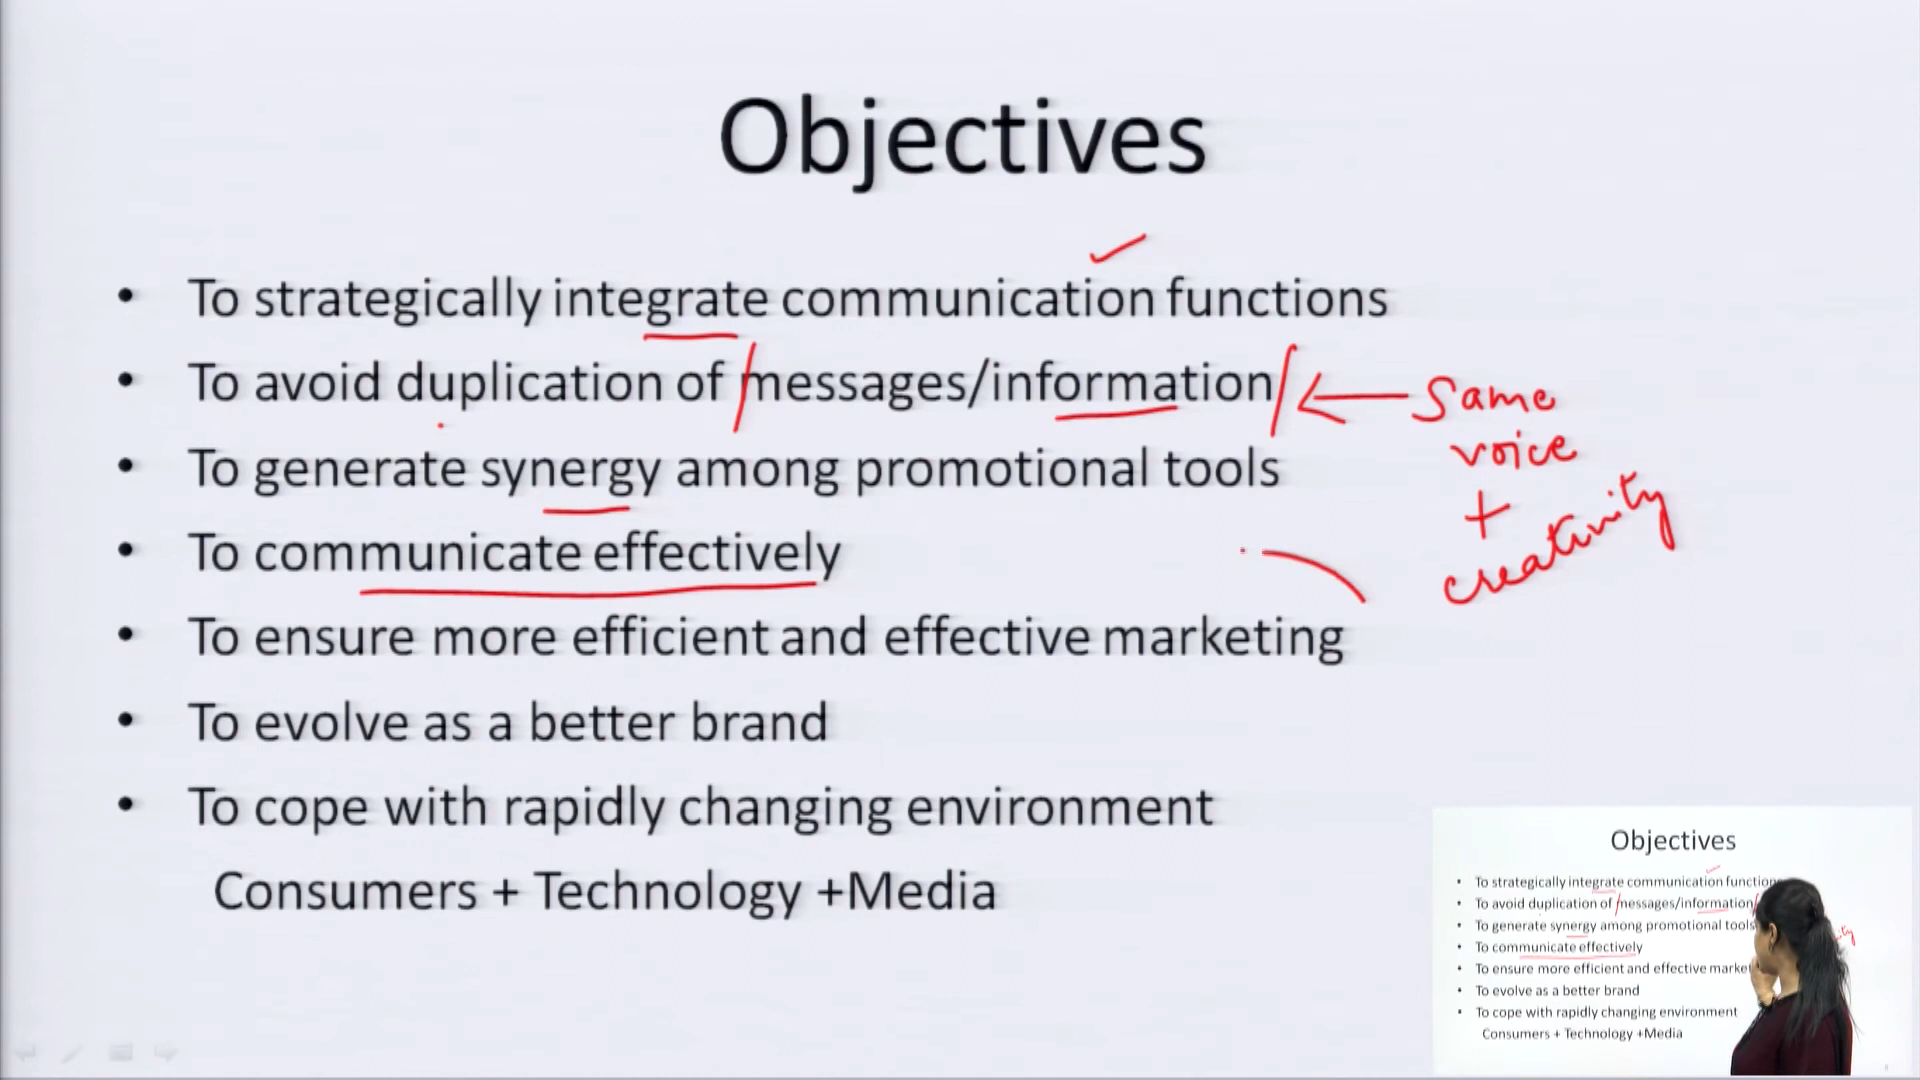 Objectives
• To strategically integrate communication functions
• To avoid duplication of messages/information
Same
voice
+
creativity
• To generate synergy among promotional tools
• To communicate effectively
• To ensure more efficient and effective marketing
• To evolve as a better brand
• To cope with rapidly changing environment
Consumers + Technology +Media
Objectives
• To strategically integrate communication function
• To avoid duplication of messages/information
• To generate synergy among promotional tools
• To communicate effectively
• To ensure more efficient and effective market
• To evolve as a better brand
• To cope with rapidly changing environment
Consumers + Technology +Media